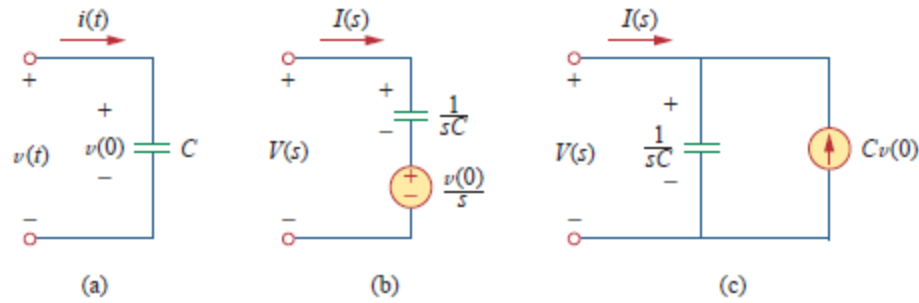 i(t)
I(s)
I(s)
+
+
+
+
+
+
v(t)
v(0)
C
1
sC
V(s)
+
v(0)
s
V(s)
1
sC
Cv(0)
−
−
−
−
−
−
−
(a)
(b)
(c)